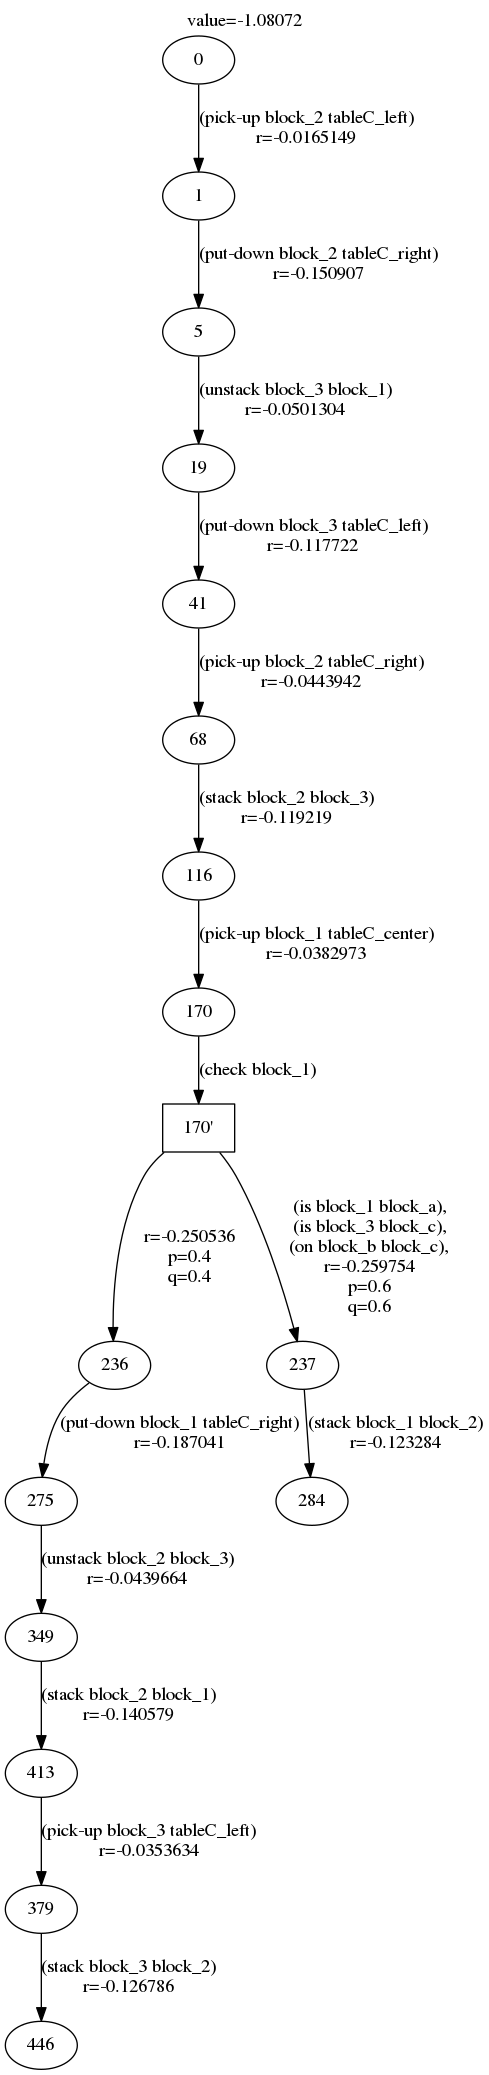 value=-1.08072
0
(pick-up block_2 tableC_left)
r=-0.0165149
1
(put-down block_2 tableC_right)
r=-0.150907
5
(unstack block_3 block_1)
r=-0.0501304
19
(put-down block_3 tableC_left)
r=-0.117722
41
(pick-up block_2 tableC_right)
r=-0.0443942
68
(stack block_2 block_3)
r=-0.119219
116
(pick-up block_1 tableC_center)
r=-0.0382973
170
(check block_1)
170'
r=-0.250536
p=0.4
q=0.4
(is block_1 block_a),
(is block_3 block_c),
(on block_b block_c),
r=-0.259754
p=0.6
q=0.6
236
237
(put-down block_1 tableC_right)
r=-0.187041
(stack block_1 block_2)
r=-0.123284
275
284
(unstack block_2 block_3)
r=-0.0439664
349
(stack block_2 block_1)
r=-0.140579
413
(pick-up block_3 tableC_left)
r=-0.0353634
379
(stack block_3 block_2)
r=-0.126786
446